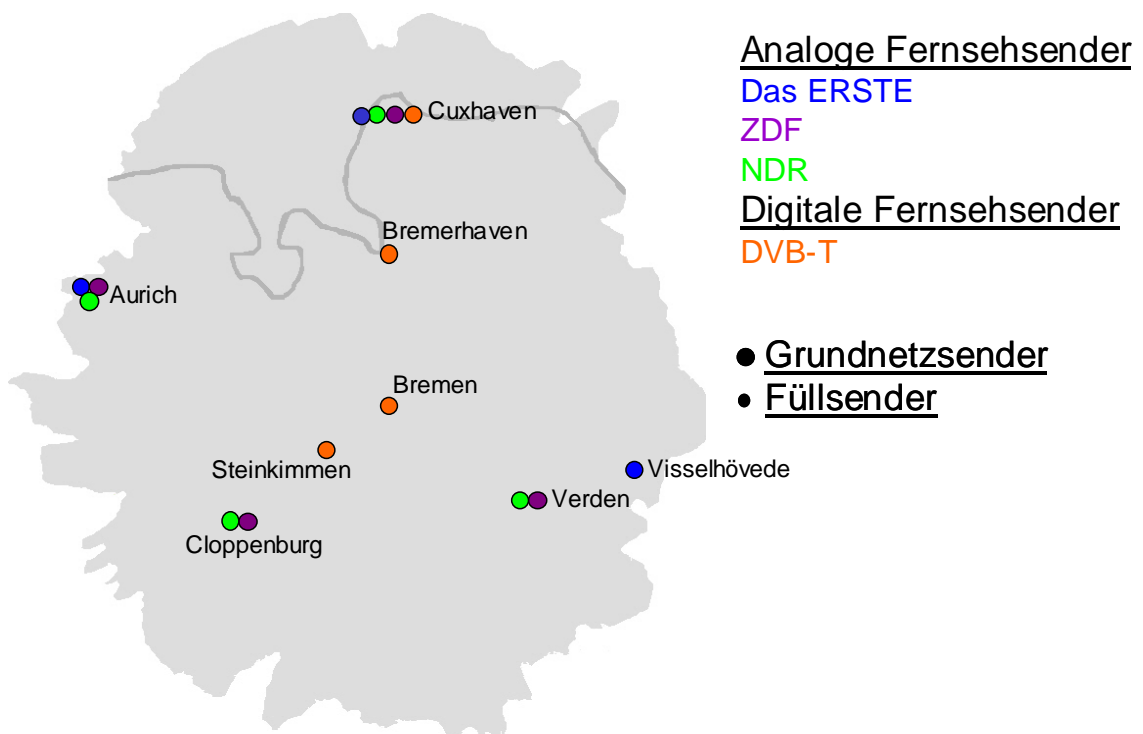 Analoge Fernsehsender
Das ERSTE
ZDF
NDR
Digitale Fernsehsender
DVB-T
Grundnetzsender
Füllsender
Cuxhaven
Bremerhaven
Aurich
Bremen
Steinkimmen
Visselhövede
Verden
Cloppenburg